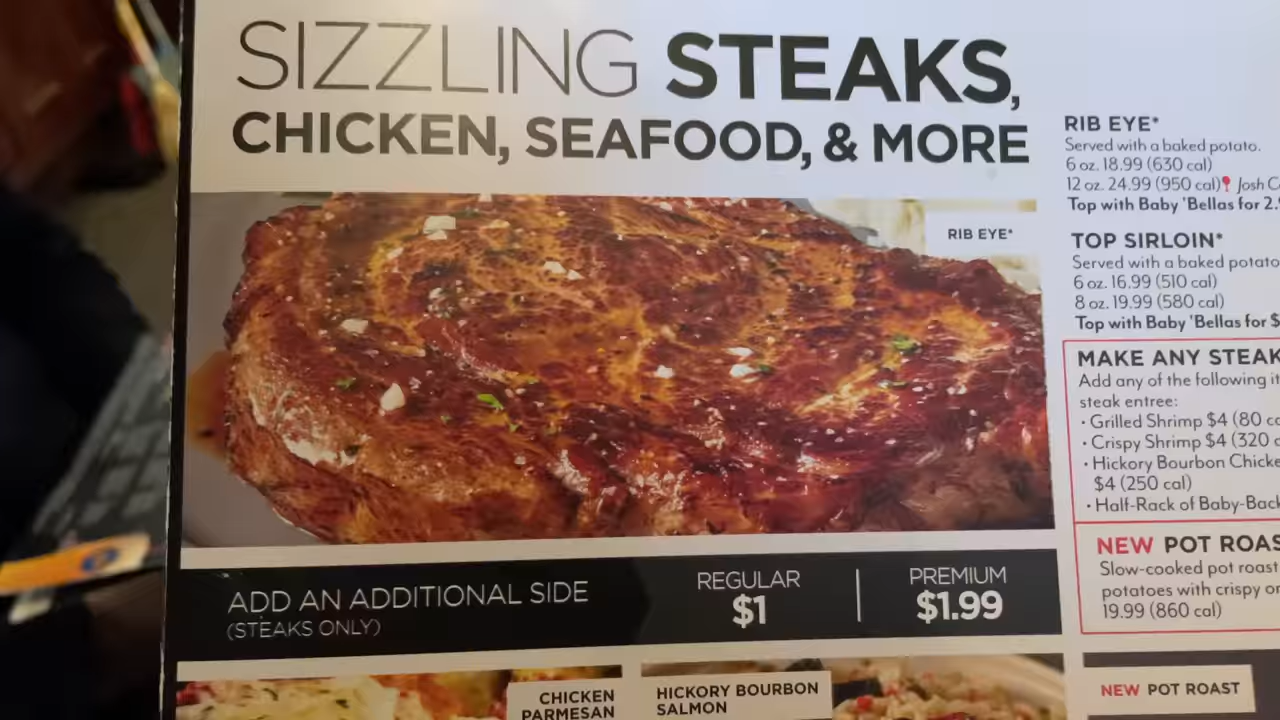 SIZZLING STEAKS,
CHICKEN, SEAFOOD, & MORE
RIB EYE*
ADD AN ADDITIONAL SIDE
(STEAKS ONLY)
REGULAR
$1
PREMIUM
$1.99
CHICKEN
PARMESAN
HICKORY BOURBON
SALMON
RIB EYE*
Served with a baked potato.
6 oz. 18.99 (630 cal)
12 oz. 24.99 (950 cal) Josh
Top with Baby 'Bellas for
TOP SIRLOIN*
Served with a baked potato
6 oz. 16.99 (510 cal)
8 oz. 19.99 (580 cal)
Top with Baby 'Bellas for $
MAKE ANY STEAK
Add any of the following
steak entree:
• Grilled Shrimp $4 (80
• Crispy Shrimp $4 (320
• Hickory Bourbon
$4 (250 cal)
• Half-Rack of Baby-Back
NEW POT
Slow-cooked pot roast
potatoes with crispy
19.99 (860 cal)
NEW POT ROAST